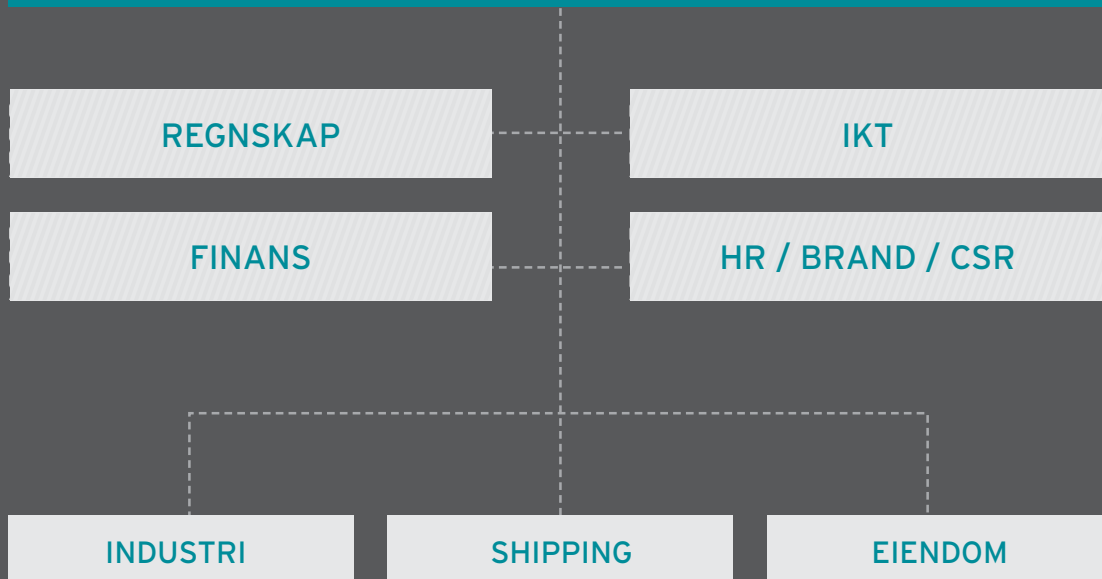 REGNSKAP
IKT
FINANS
HR / BRAND / CSR
INDUSTRI
SHIPPING
EIENDOM